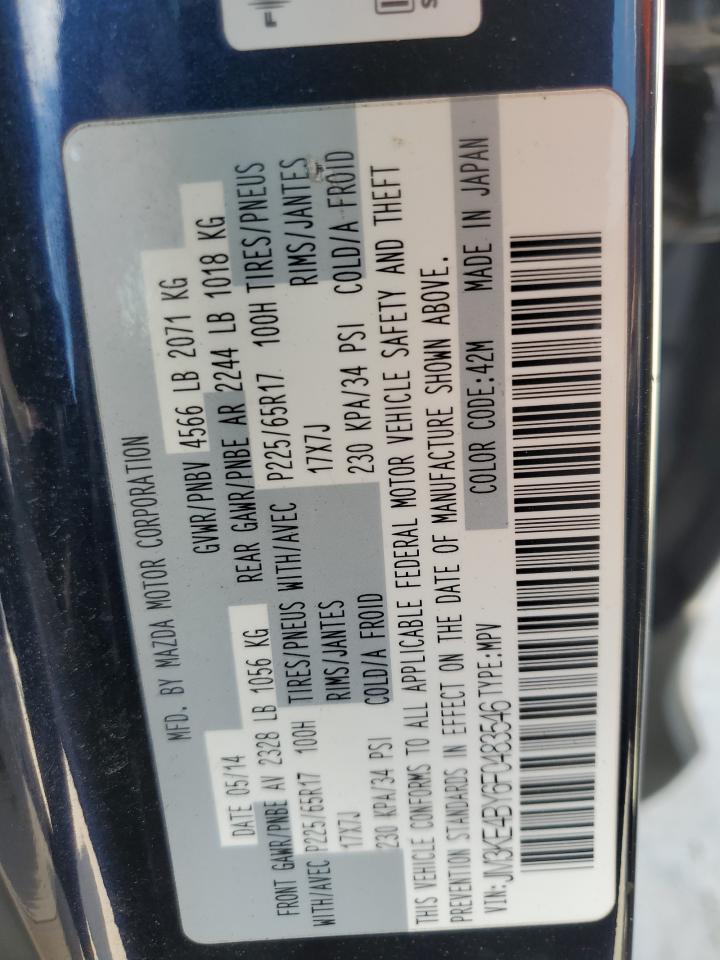 MFD. BY MAZDA MOTOR CORPORATION
DATE 05/14 GVWR/PNBV 4566 LB 2071 KG
FRONT GAWR/PNBE AV 2328 LB 1056 KG REAR GAWR/PNBE AR 2244 LB 1018 KG
WITH/AVEC P225/65R17 100H TIRES/PNEUS WITH/AVEC P225/65R17 100H TIRES/PNEUS
17X7J RIMS/JANTES 17X7J RIMS/JANTES
230 KPA/34 PSI COLD/A FROID 230 KPA/34 PSI COLD/A FROID
THIS VEHICLE CONFORMS TO ALL APPLICABLE FEDERAL MOTOR VEHICLE SAFETY AND THEFT
PREVENTION STANDARDS IN EFFECT ON THE DATE OF MANUFACTURE SHOWN ABOVE.
VIN:JM3KE4BY6F0483546 TYPE:MPV COLOR CODE:42M MADE IN JAPAN